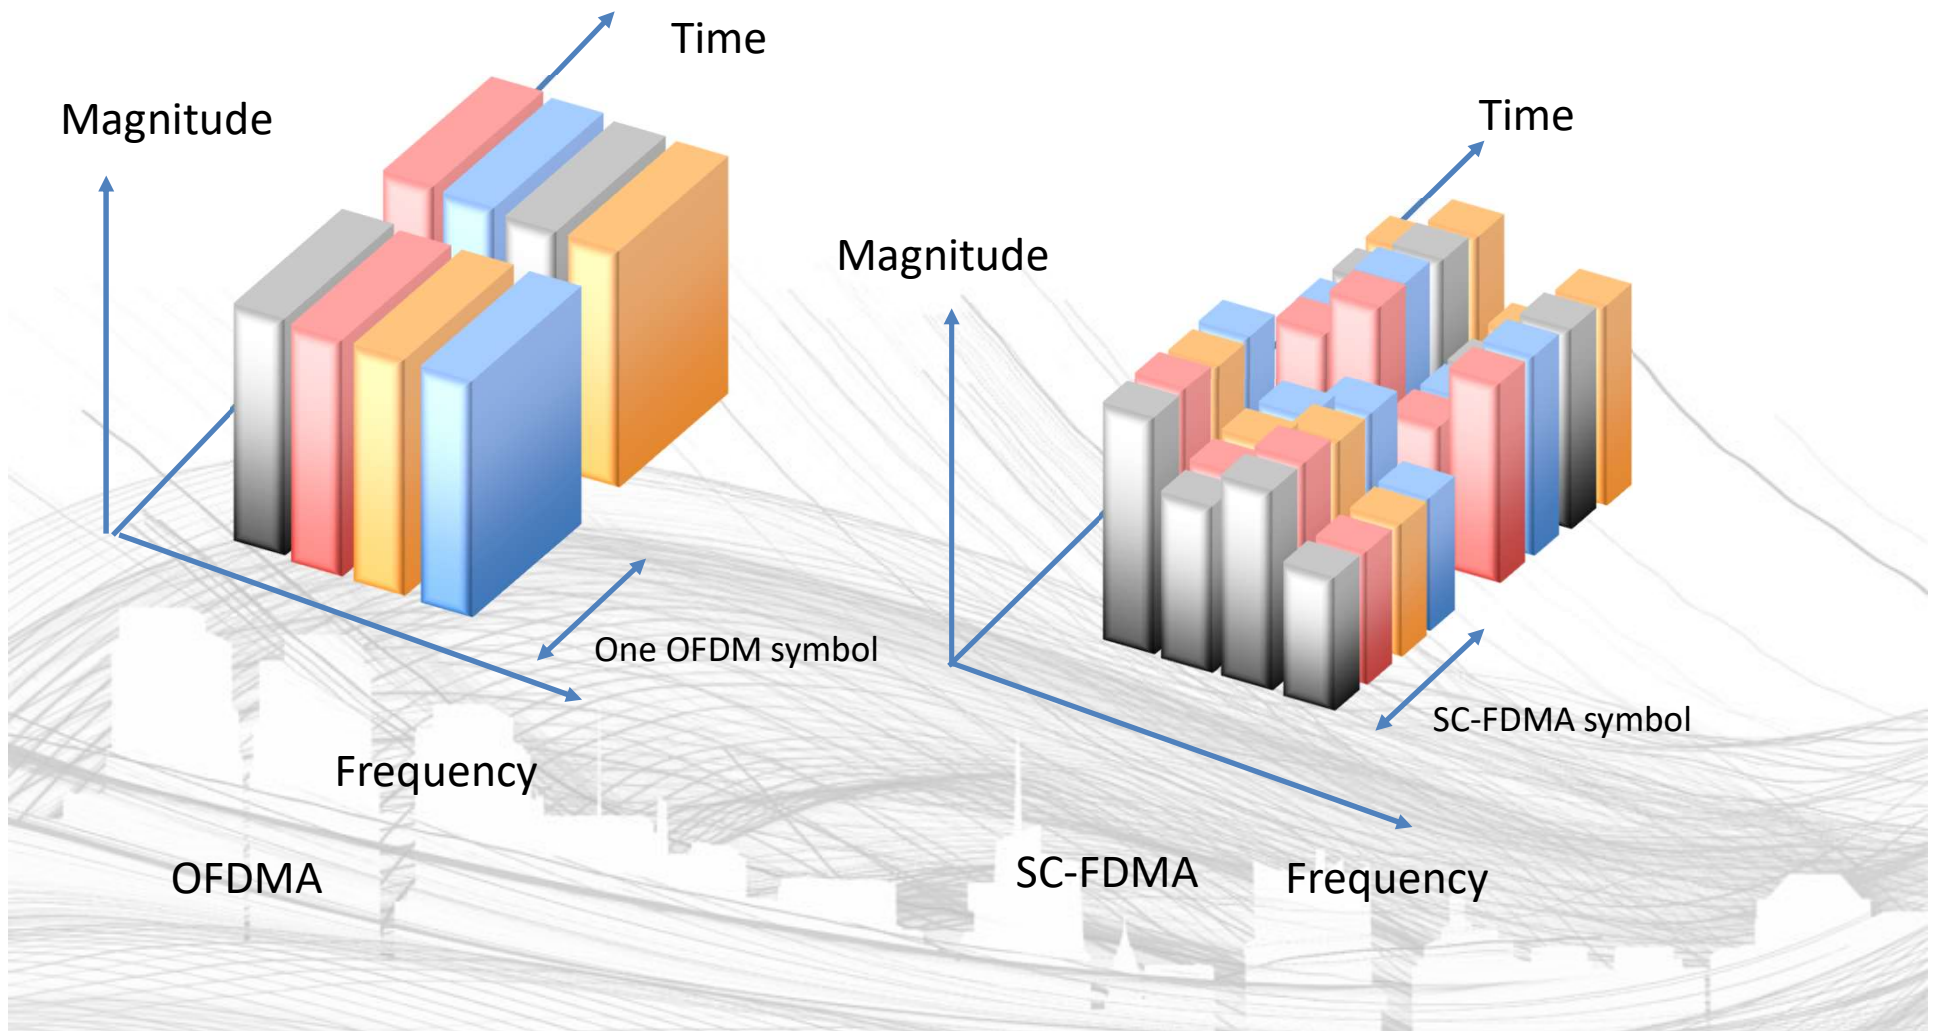 Time
Magnitude
One OFDM symbol
Frequency
OFDMA
Time
Magnitude
SC-FDMA symbol
SC-FDMA
Frequency